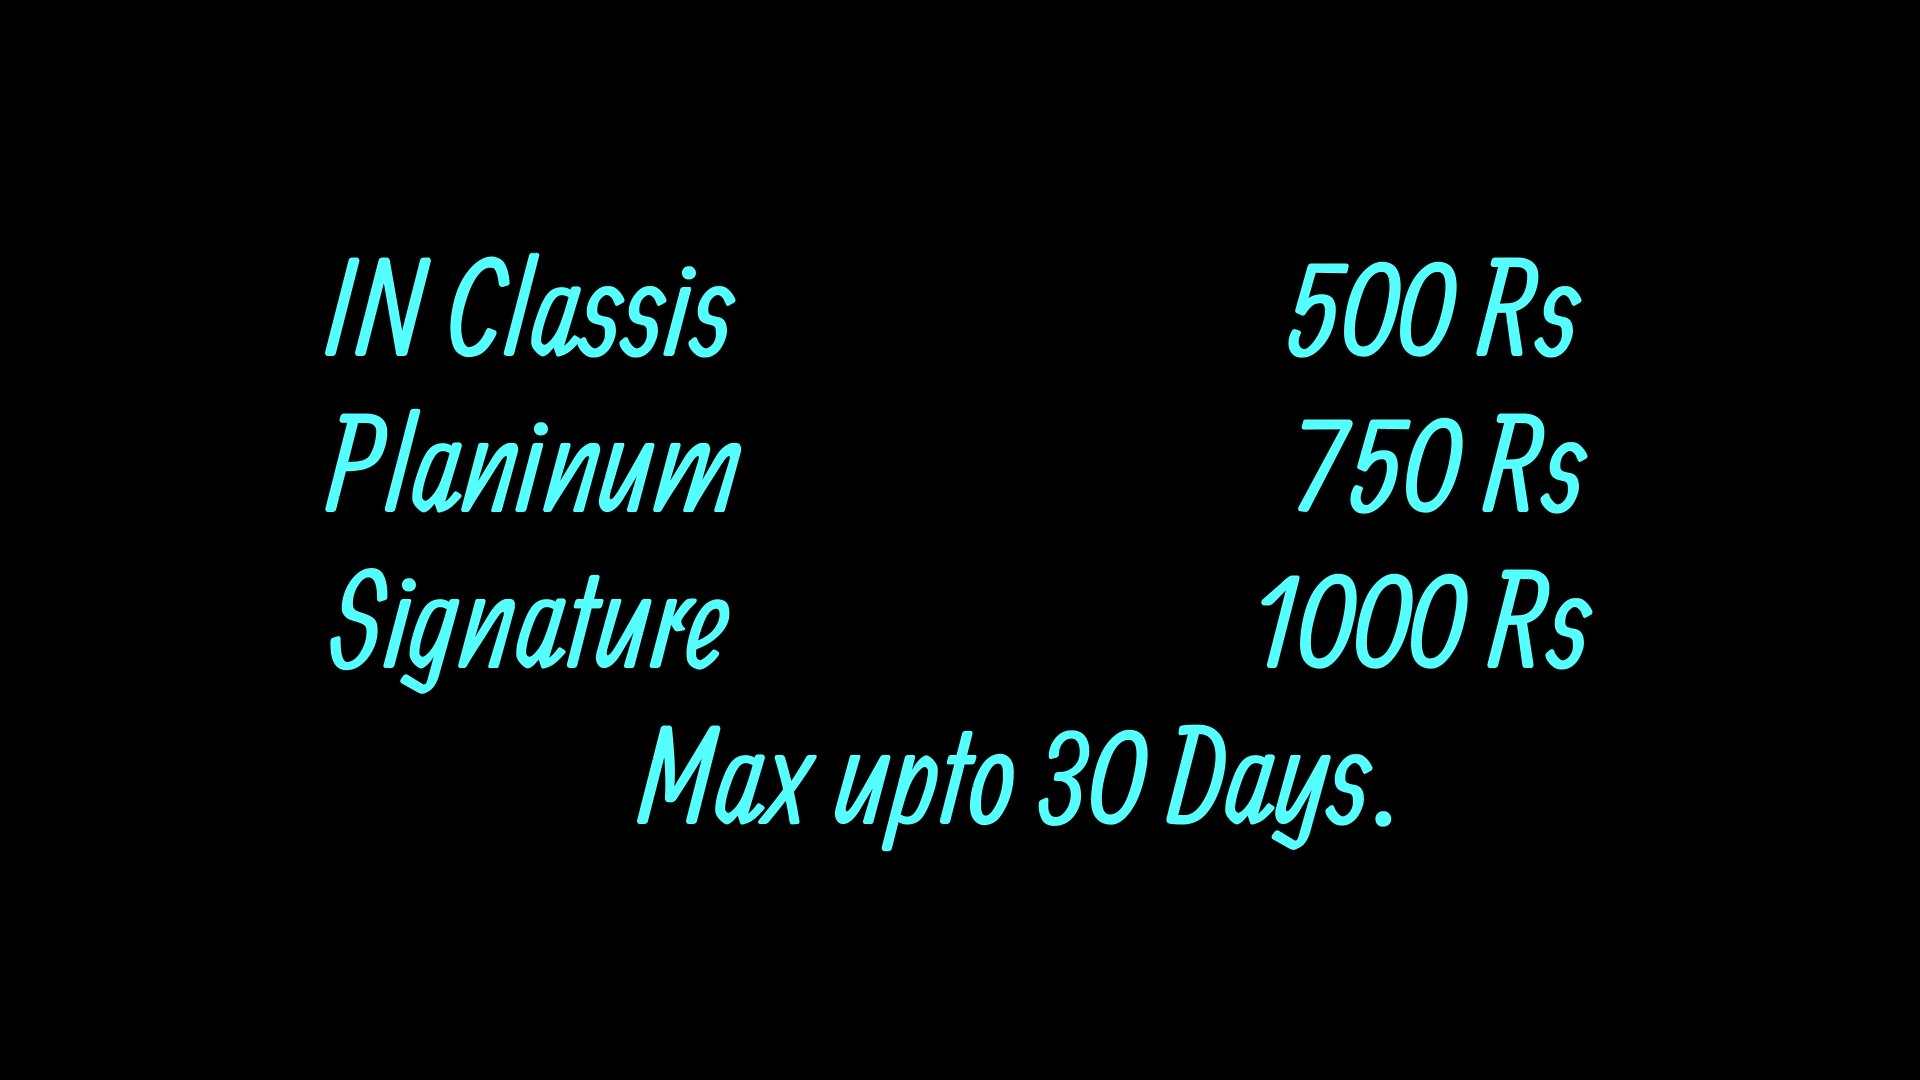 IN Classis 500 Rs
Planinum 750 Rs
Signature 1000 Rs
Max upto 30 Days.